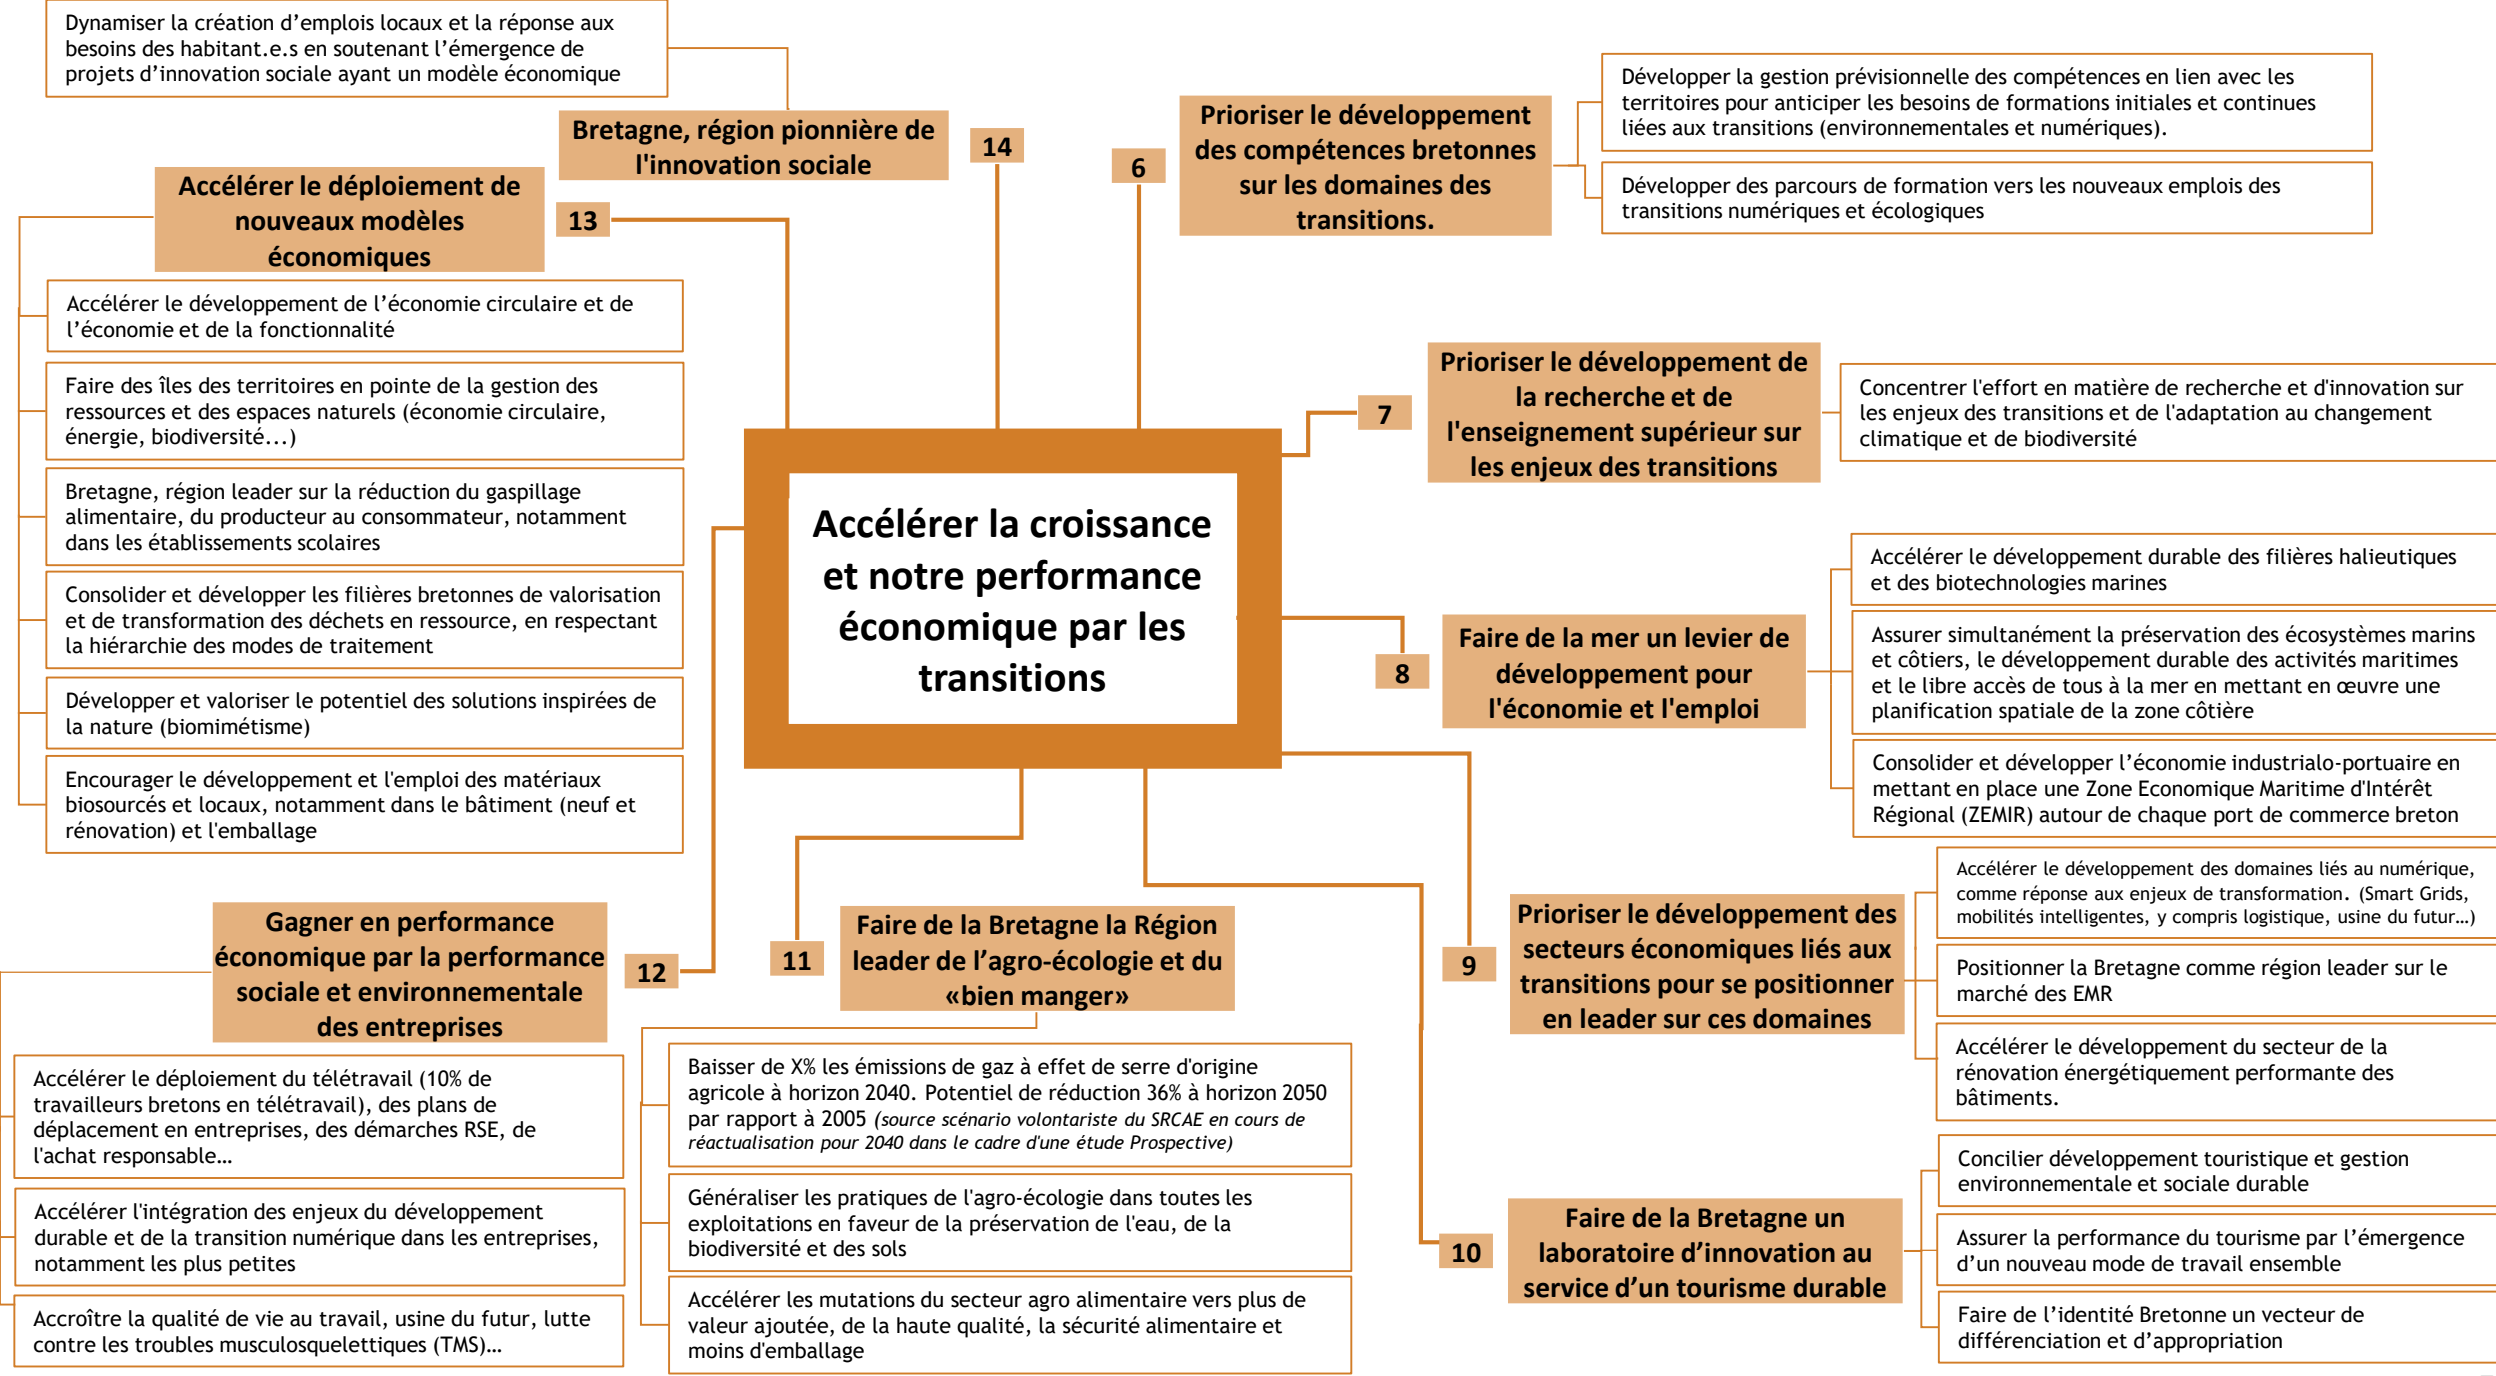 Dynamiser la création d’emplois locaux et la réponse aux
besoins des habitant.e.s en soutenant l’émergence de
projets d’innovation sociale ayant un modèle économique
Bretagne, région pionnière de
l'innovation sociale
14
Accélérer le déploiement de
nouveaux modèles
économiques
13
Accélérer le développement de l’économie circulaire et de
l’économie et de la fonctionnalité
Faire des îles des territoires en pointe de la gestion des
ressources et des espaces naturels (économie circulaire,
énergie, biodiversité...)
Bretagne, région leader sur la réduction du gaspillage
alimentaire, du producteur au consommateur, notamment
dans les établissements scolaires
Consolider et développer les filières bretonnes de valorisation
et de transformation des déchets en ressource, en respectant
la hiérarchie des modes de traitement
Développer et valoriser le potentiel des solutions inspirées de
la nature (biomimétisme)
Encourager le développement et l'emploi des matériaux
biosourcés et locaux, notamment dans le bâtiment (neuf et
rénovation) et l'emballage
Accélérer la croissance
et notre performance
économique par les
transitions
6
Prioriser le développement
des compétences bretonnes
sur les domaines des
transitions.
Développer la gestion prévisionnelle des compétences en lien avec les
territoires pour anticiper les besoins de formations initiales et continues
liées aux transitions (environnementales et numériques).
Développer des parcours de formation vers les nouveaux emplois des
transitions numériques et écologiques
7
Prioriser le développement de
la recherche et de
l'enseignement supérieur sur
les enjeux des transitions
Concentrer l'effort en matière de recherche et d'innovation sur
les enjeux des transitions et de l'adaptation au changement
climatique et de biodiversité
8
Faire de la mer un levier de
développement pour
l'économie et l'emploi
Accélérer le développement durable des filières halieutiques
et des biotechnologies marines
Assurer simultanément la préservation des écosystèmes marins
et côtiers, le développement durable des activités maritimes
et le libre accès de tous à la mer en mettant en œuvre une
planification spatiale de la zone côtière
Consolider et développer l’économie industrialo-portuaire en
mettant en place une Zone Economique Maritime d'Intérêt
Régional (ZEMIR) autour de chaque port de commerce breton
9
Prioriser le développement des
secteurs économiques liés aux
transitions pour se positionner
en leader sur ces domaines
Accélérer le développement des domaines liés au numérique,
comme réponse aux enjeux de transformation. (Smart Grids,
mobilités intelligentes, y compris logistique, usine du futur…)
Positionner la Bretagne comme région leader sur le
marché des EMR
Accélérer le développement du secteur de la
rénovation énergétiquement performante des
bâtiments.
10
Faire de la Bretagne un
laboratoire d’innovation au
service d’un tourisme durable
Concilier développement touristique et gestion
environnementale et sociale durable
Assurer la performance du tourisme par l’émergence
d’un nouveau mode de travail ensemble
Faire de l’identité Bretonne un vecteur de
différenciation et d’appropriation
11
Faire de la Bretagne la Région
leader de l’agro-écologie et du
«bien manger»
Baisser de X% les émissions de gaz à effet de serre d'origine
agricole à horizon 2040. Potentiel de réduction 36% à horizon 2050
par rapport à 2005 (source scénario volontariste du SRCAE en cours de
réactualisation pour 2040 dans le cadre d'une étude Prospective)
Généraliser les pratiques de l'agro-écologie dans toutes les
exploitations en faveur de la préservation de l'eau, de la
biodiversité et des sols
Accélérer les mutations du secteur agro alimentaire vers plus de
valeur ajoutée, de la haute qualité, la sécurité alimentaire et
moins d'emballage
12
Gagner en performance
économique par la performance
sociale et environnementale
des entreprises
Accélérer le déploiement du télétravail (10% de
travailleurs bretons en télétravail), des plans de
déplacement en entreprises, des démarches RSE, de
l'achat responsable…
Accélérer l'intégration des enjeux du développement
durable et de la transition numérique dans les entreprises,
notamment les plus petites
Accroître la qualité de vie au travail, usine du futur, lutte
contre les troubles musculosquelettiques (TMS)…